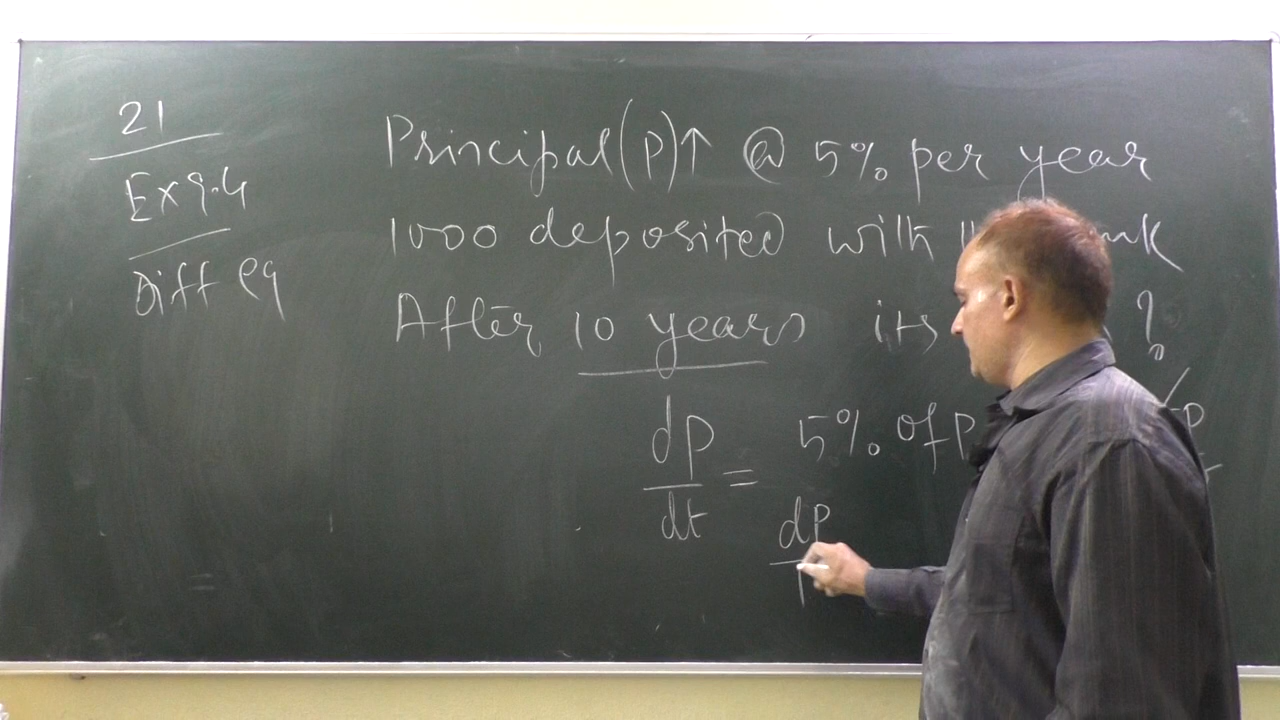 21
Ex 9.4
Diff eq
Principal(P)↑ @ 5% per year
1000 deposited with
After 10 years its ?
dp/dt = 5% of P
dP